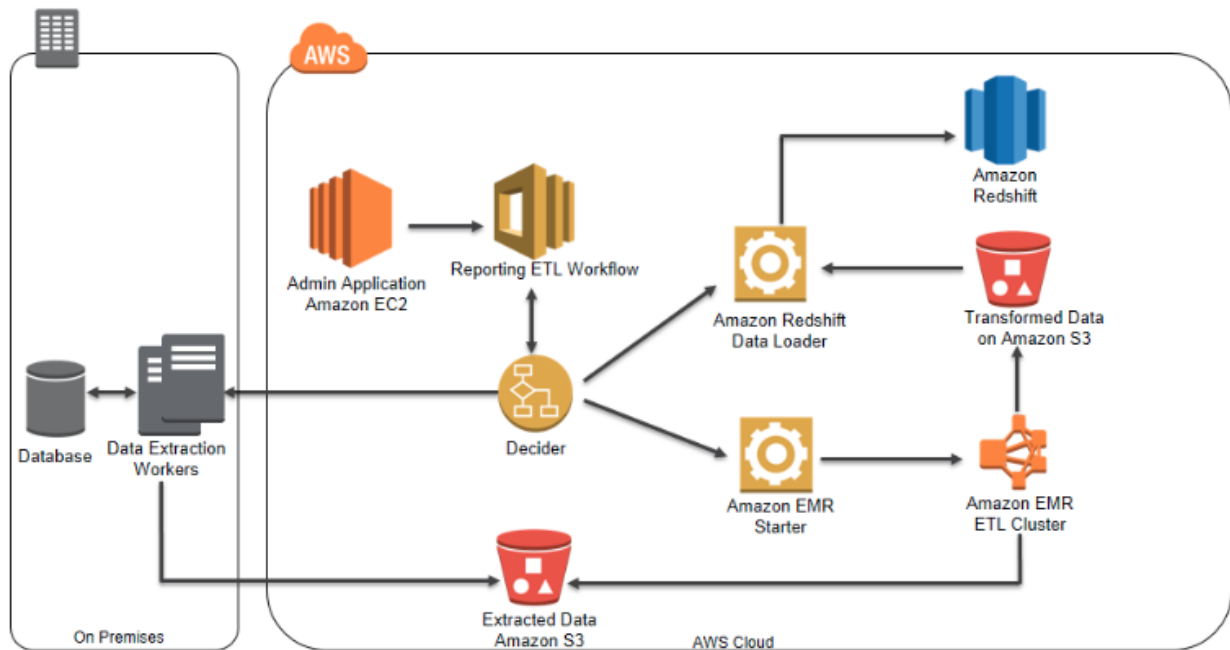 AWS
Amazon
Redshift
Admin Application
Amazon EC2
Reporting ETL Workflow
Amazon Redshift
Data Loader
Transformed Data
on Amazon S3
Database
Data Extraction
Workers
Decider
Amazon EMR
Starter
Amazon EMR
ETL Cluster
Extracted Data
Amazon S3
On Premises
AWS Cloud